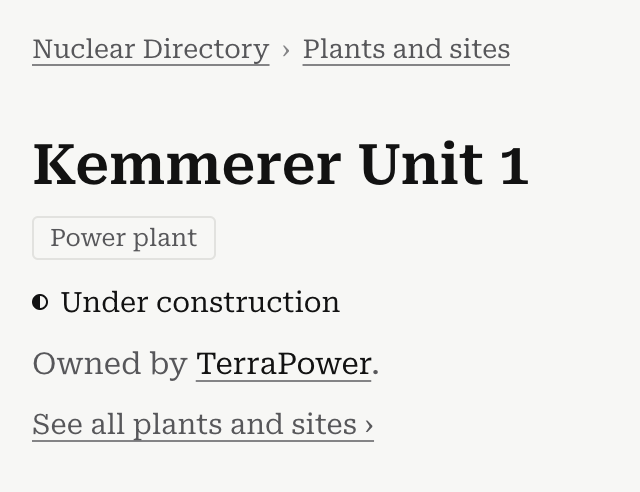 Nuclear Directory › Plants and sites
Kemmerer Unit 1
Power plant
Under construction
Owned by TerraPower.
See all plants and sites ›